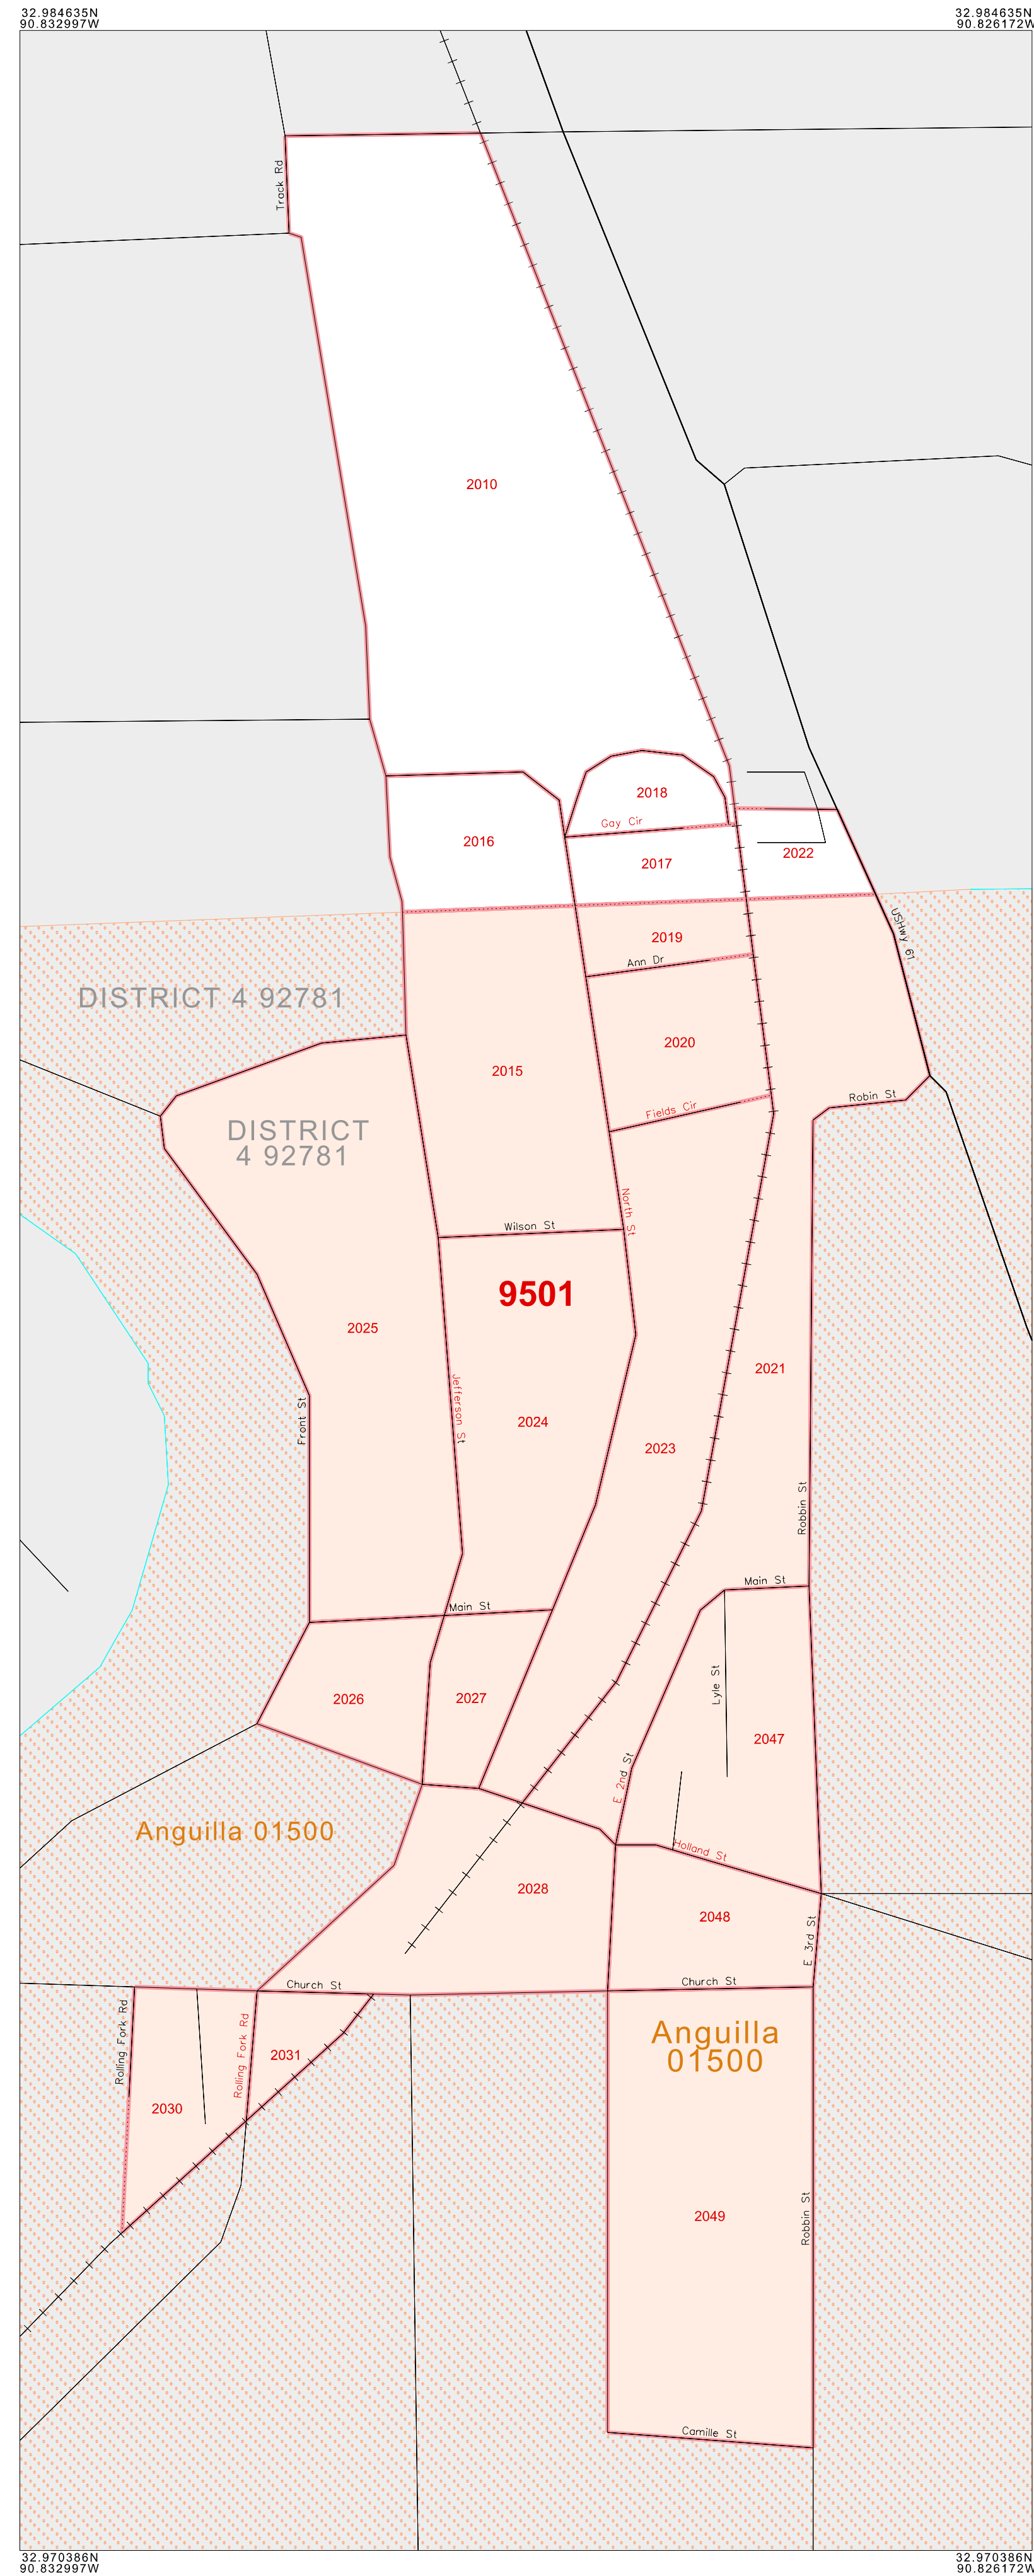 32.984635N
90.832997W
32.984635N
90.826172W
Track Rd
2010
2018
Gay Cir
2016
2017
2022
USHwy 61
2019
Ann Dr
DISTRICT 4 92781
2020
2015
Robin St
Fields Cir
DISTRICT
4 92781
North St
Wilson St
9501
2025
2021
Jefferson St
Front St
2024
2023
Robbin St
Main St
Main St
Lyle St
2026
2027
2047
E 2nd St
Anguilla 01500
Holland St
2028
2048
E 3rd St
Church St
Church St
Rolling Fork Rd
Rolling Fork Rd
2031
Anguilla
01500
2030
2049
Robbin St
Camille St
32.970386N
90.832997W
32.970386N
90.826172W